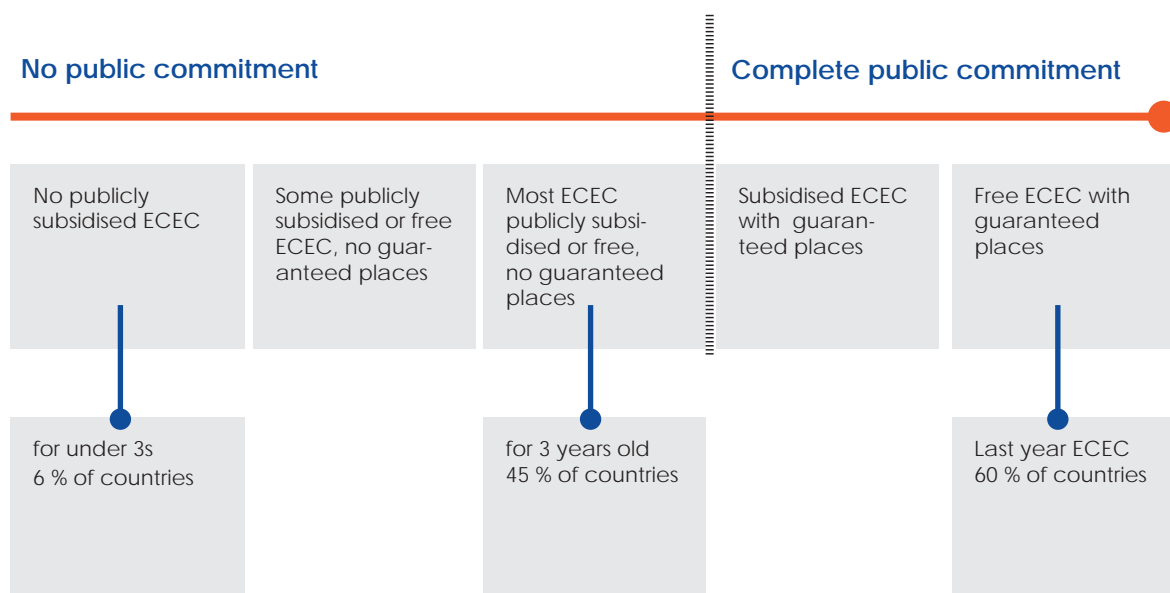 No public commitment
Complete public commitment
No publicly
subsidised ECEC
Some publicly
subsidised or free
ECEC, no guar-
anteed places
Most ECEC
publicly subsi-
dised or free,
no guaranteed
places
Subsidised ECEC
with guaran-
teed places
Free ECEC with
guaranteed
places
for under 3s
6 % of countries
for 3 years old
45 % of countries
Last year ECEC
60 % of countries